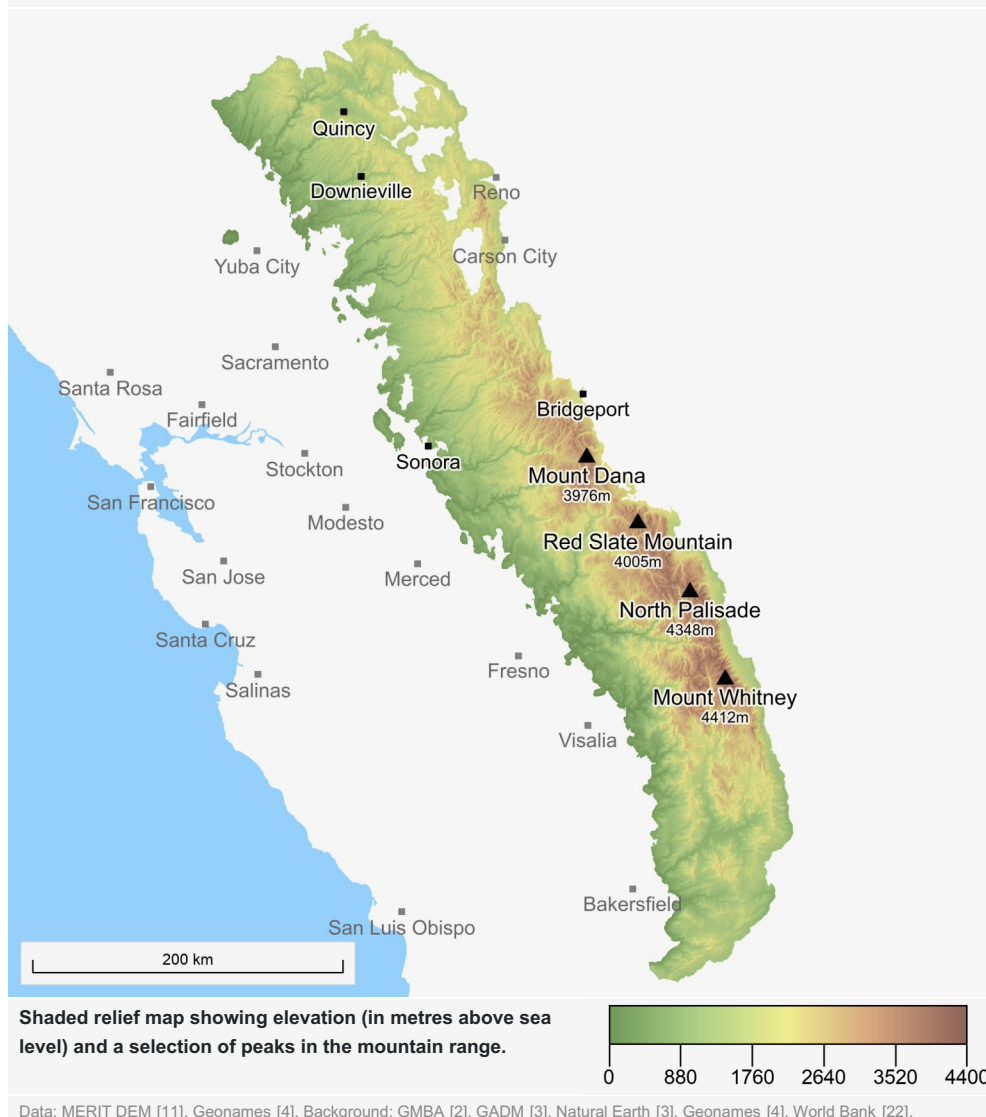 Quincy
Downieville
Reno
Yuba City
Carson City
Sacramento
Santa Rosa
Fairfield
Bridgeport
Stockton
Sonora
Mount Dana
3976m
San Francisco
Modesto
Red Slate Mountain
4005m
San Jose
Merced
North Palisade
4348m
Santa Cruz
Fresno
Salinas
Mount Whitney
4412m
Visalia
Bakersfield
San Luis Obispo
200 km
Shaded relief map showing elevation (in metres above sea
level) and a selection of peaks in the mountain range.
0 880 1760 2640 3520 4400
Data: MERIT DEM [11], Geonames [4]. Background: GMBA [2], GADM [3], Natural Earth [3], Geonames [4], World Bank [22].